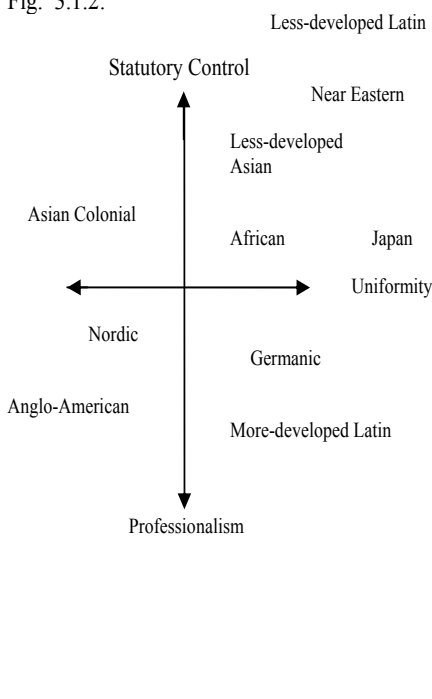 Fig. 3.1.2.
Less-developed Latin
Statutory Control
Near Eastern
Less-developed
Asian
Asian Colonial
African
Japan
Uniformity
Nordic
Germanic
Anglo-American
More-developed Latin
Professionalism